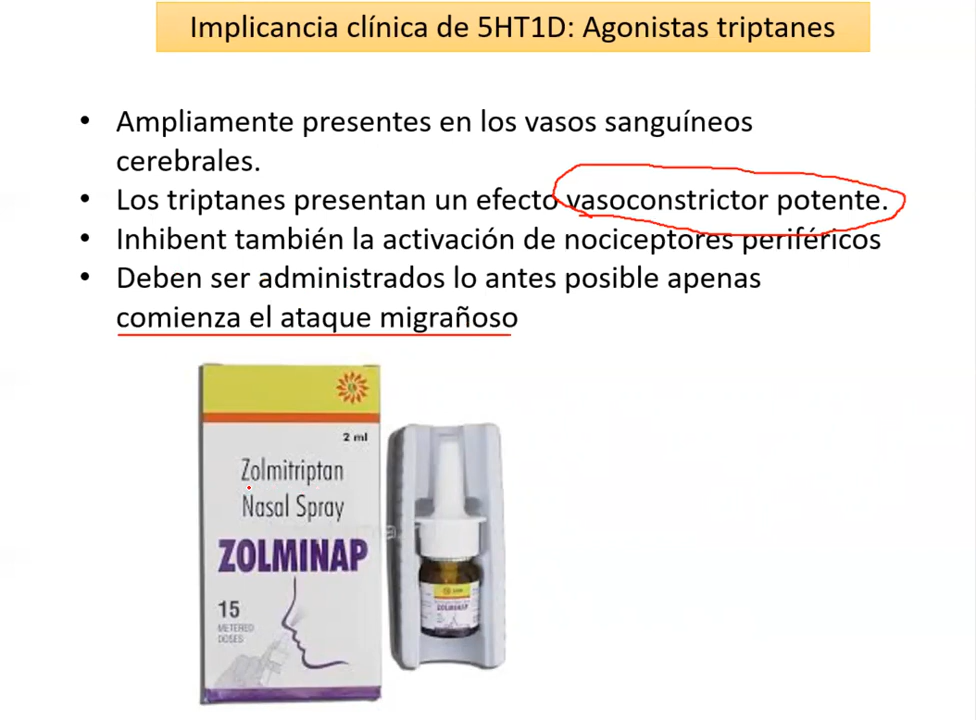 Implicancia clínica de 5HT1D: Agonistas triptanes
• Ampliamente presentes en los vasos sanguíneos
cerebrales.
• Los triptanes presentan un efecto vasoconstrictor potente.
• Inhibent también la activación de nociceptores periféricos
• Deben ser administrados lo antes posible apenas
comienza el ataque migrañoso
2 ml
Zolmitriptan
Nasal Spray
ZOLMINAP
15
METERED
DOSES
ZOLMINAP